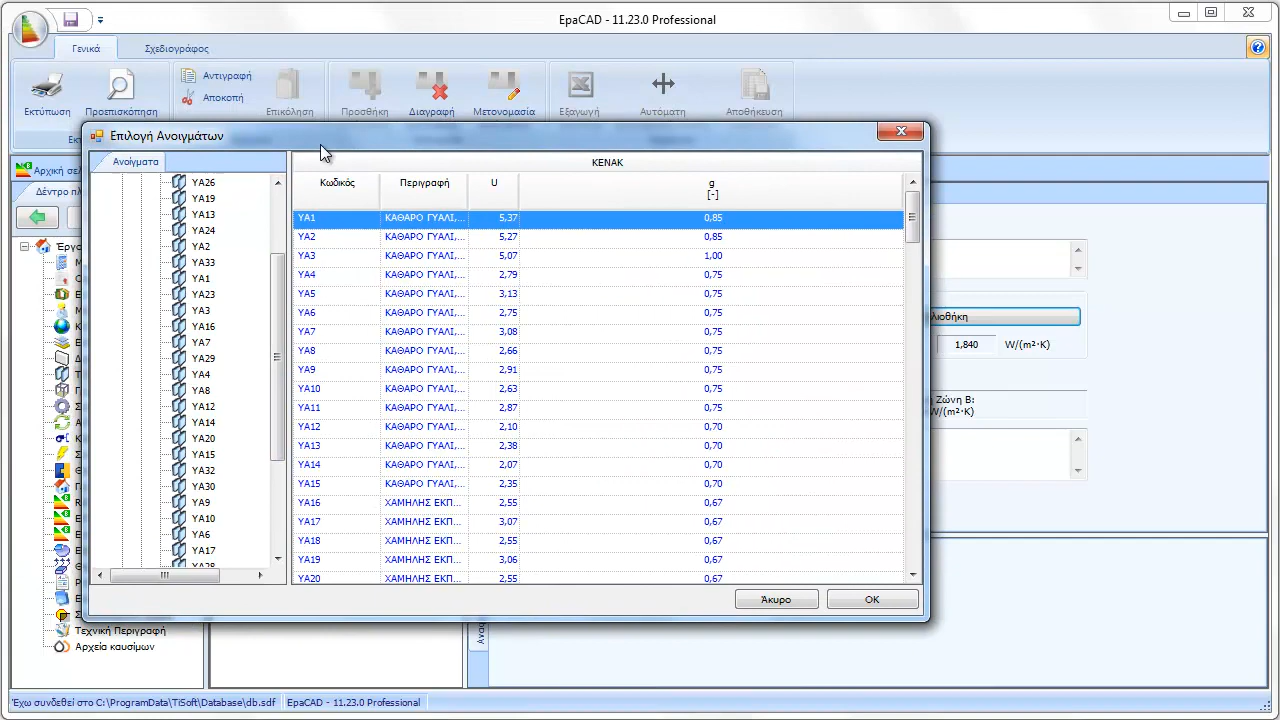 EpaCAD - 11.23.0 Professional
Γενικά
Σχεδιογράφος
Εκτύπωση
Προεπισκόπηση
Αντιγραφή
Αποκοπή
Επικόληση
Προσθήκη
Διαγραφή
Μετονομασία
Εξαγωγή
Αυτόματη
Αποθήκευση
Αρχική σελ
Δέντρο πλ
Έργο
Τεχνική Περιγραφή
Αρχεία καυσίμων
Επιλογή Ανοιγμάτων
Ανοίγματα
YA26
YA19
YA13
YA24
YA2
YA33
YA1
YA23
YA3
YA16
YA7
YA29
YA4
YA8
YA12
YA14
YA20
YA15
YA32
YA30
YA9
YA10
YA6
YA17
YA28
ΚΕΝΑΚ
Κωδικός Περιγραφή U g
[-]
YA1 ΚΑΘΑΡΟ ΓΥΑΛΙ,... 5,37 0,85
YA2 ΚΑΘΑΡΟ ΓΥΑΛΙ,... 5,27 0,85
YA3 ΚΑΘΑΡΟ ΓΥΑΛΙ,... 5,07 1,00
YA4 ΚΑΘΑΡΟ ΓΥΑΛΙ,... 2,79 0,75
YA5 ΚΑΘΑΡΟ ΓΥΑΛΙ,... 3,13 0,75
YA6 ΚΑΘΑΡΟ ΓΥΑΛΙ,... 2,75 0,75
YA7 ΚΑΘΑΡΟ ΓΥΑΛΙ,... 3,08 0,75
YA8 ΚΑΘΑΡΟ ΓΥΑΛΙ,... 2,66 0,75
YA9 ΚΑΘΑΡΟ ΓΥΑΛΙ,... 2,91 0,75
YA10 ΚΑΘΑΡΟ ΓΥΑΛΙ,... 2,63 0,75
YA11 ΚΑΘΑΡΟ ΓΥΑΛΙ,... 2,87 0,75
YA12 ΚΑΘΑΡΟ ΓΥΑΛΙ,... 2,10 0,70
YA13 ΚΑΘΑΡΟ ΓΥΑΛΙ,... 2,38 0,70
YA14 ΚΑΘΑΡΟ ΓΥΑΛΙ,... 2,07 0,70
YA15 ΚΑΘΑΡΟ ΓΥΑΛΙ,... 2,35 0,70
YA16 ΧΑΜΗΛΗΣ ΕΚΠ... 2,55 0,67
YA17 ΧΑΜΗΛΗΣ ΕΚΠ... 3,07 0,67
YA18 ΧΑΜΗΛΗΣ ΕΚΠ... 2,55 0,67
YA19 ΧΑΜΗΛΗΣ ΕΚΠ... 3,06 0,67
YA20 ΧΑΜΗΛΗΣ ΕΚΠ... 2,55 0,67
Άκυρο
OK
λιοθήκη
1,840 W/(m²·K)
Ζώνη Β:
W/(m²·K)
Έχω συνδεθεί στο C:\ProgramData\TiSoft\Database\db.sdf
EpaCAD - 11.23.0 Professional